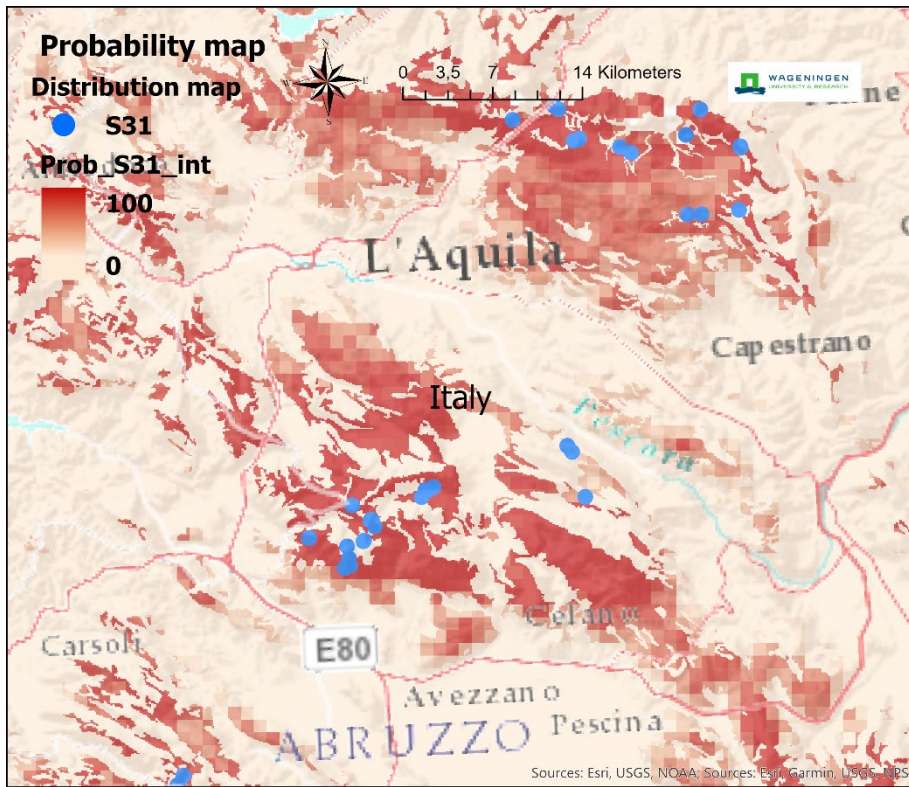 Probability map
Distribution map
S31
Prob_S31_int
100
0
N
W
E
S
0 3,5 7 14 Kilometers
WAGENINGEN
UNIVERSITY & RESEARCH
L'Aquila
Capestrano
Italy
Pescara
Celano
Carsoli
E80
Avezzano
Pescina
ABRUZZO
Sources: Esri, USGS, NOAA; Sources: Esri, Garmin, USGS, NPS